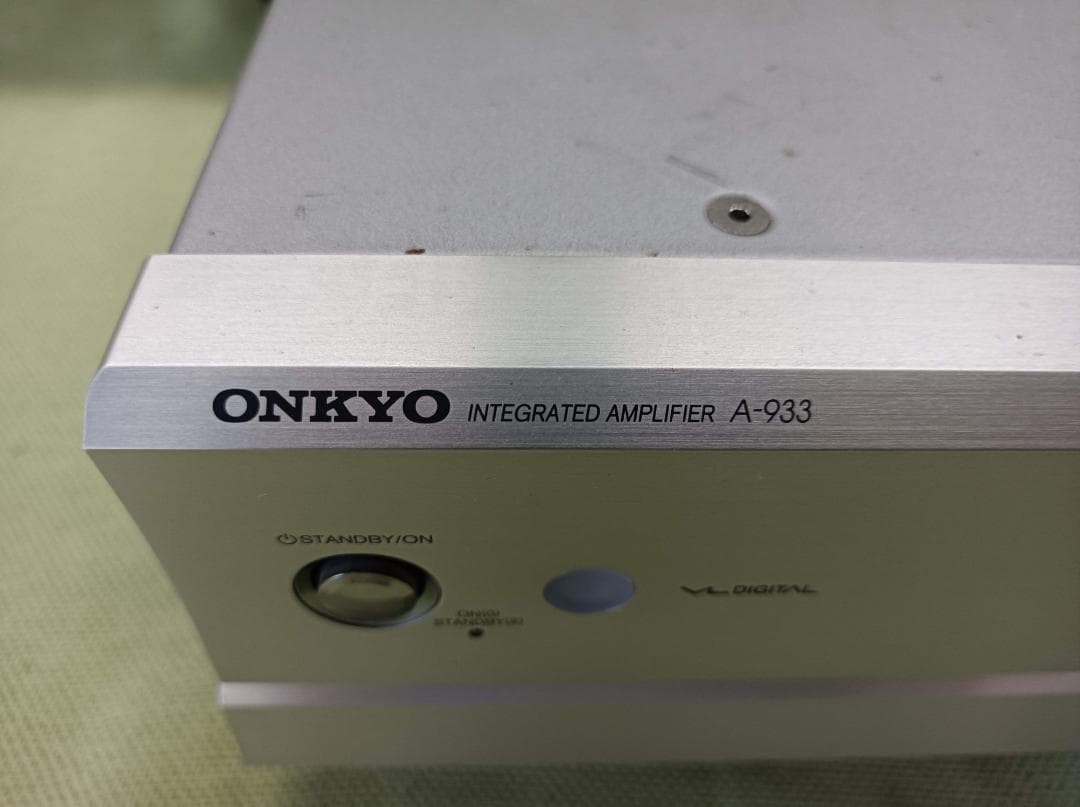 ONKYO INTEGRATED AMPLIFIER A-933
⏻STANDBY/ON
VL DIGITAL
ON(G)
STANDBY(R)